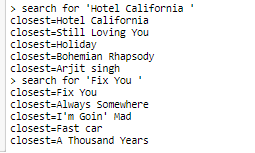 > search for 'Hotel California '
closest=Hotel California
closest=Still Loving You
closest=Holiday
closest=Bohemian Rhapsody
closest=Arjit singh
> search for 'Fix You '
closest=Fix You
closest=Always Somewhere
closest=I'm Goin' Mad
closest=Fast car
closest=A Thousand Years